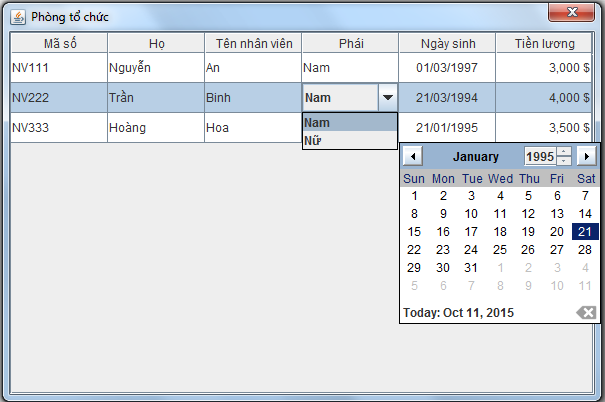 Phòng tổ chức
Mã số Họ Tên nhân viên Phái Ngày sinh Tiền lương
NV111 Nguyễn An Nam 01/03/1997 3,000 $
NV222 Trần Bình Nam 21/03/1994 4,000 $
NV333 Hoàng Hoa 21/01/1995 3,500 $
Nam
Nữ
January 1995
Sun Mon Tue Wed Thu Fri Sat
1 2 3 4 5 6 7
8 9 10 11 12 13 14
15 16 17 18 19 20 21
22 23 24 25 26 27 28
29 30 31 1 2 3 4
5 6 7 8 9 10 11
Today: Oct 11, 2015